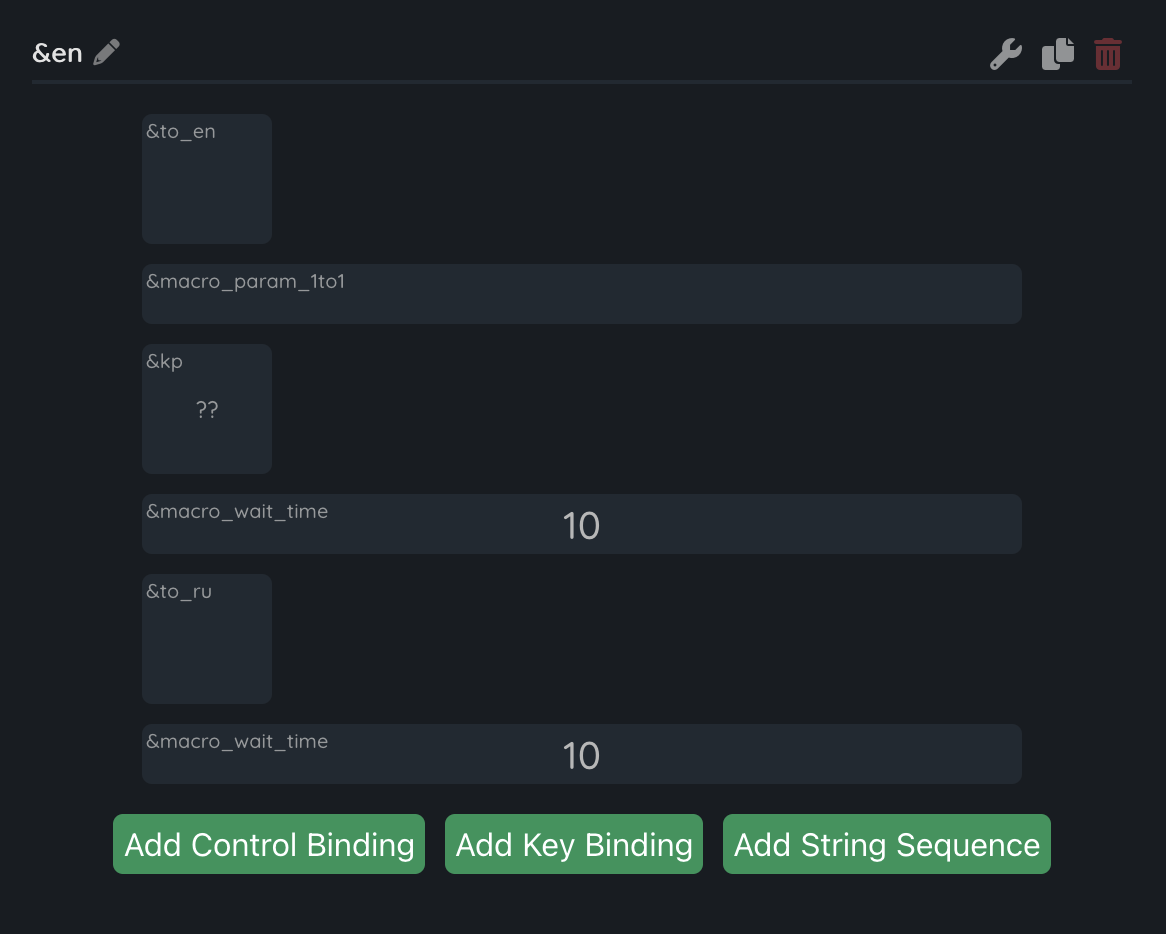 &en
&to_en
&macro_param_1to1
&kp
??
&macro_wait_time
10
&to_ru
&macro_wait_time
10
Add Control Binding
Add Key Binding
Add String Sequence